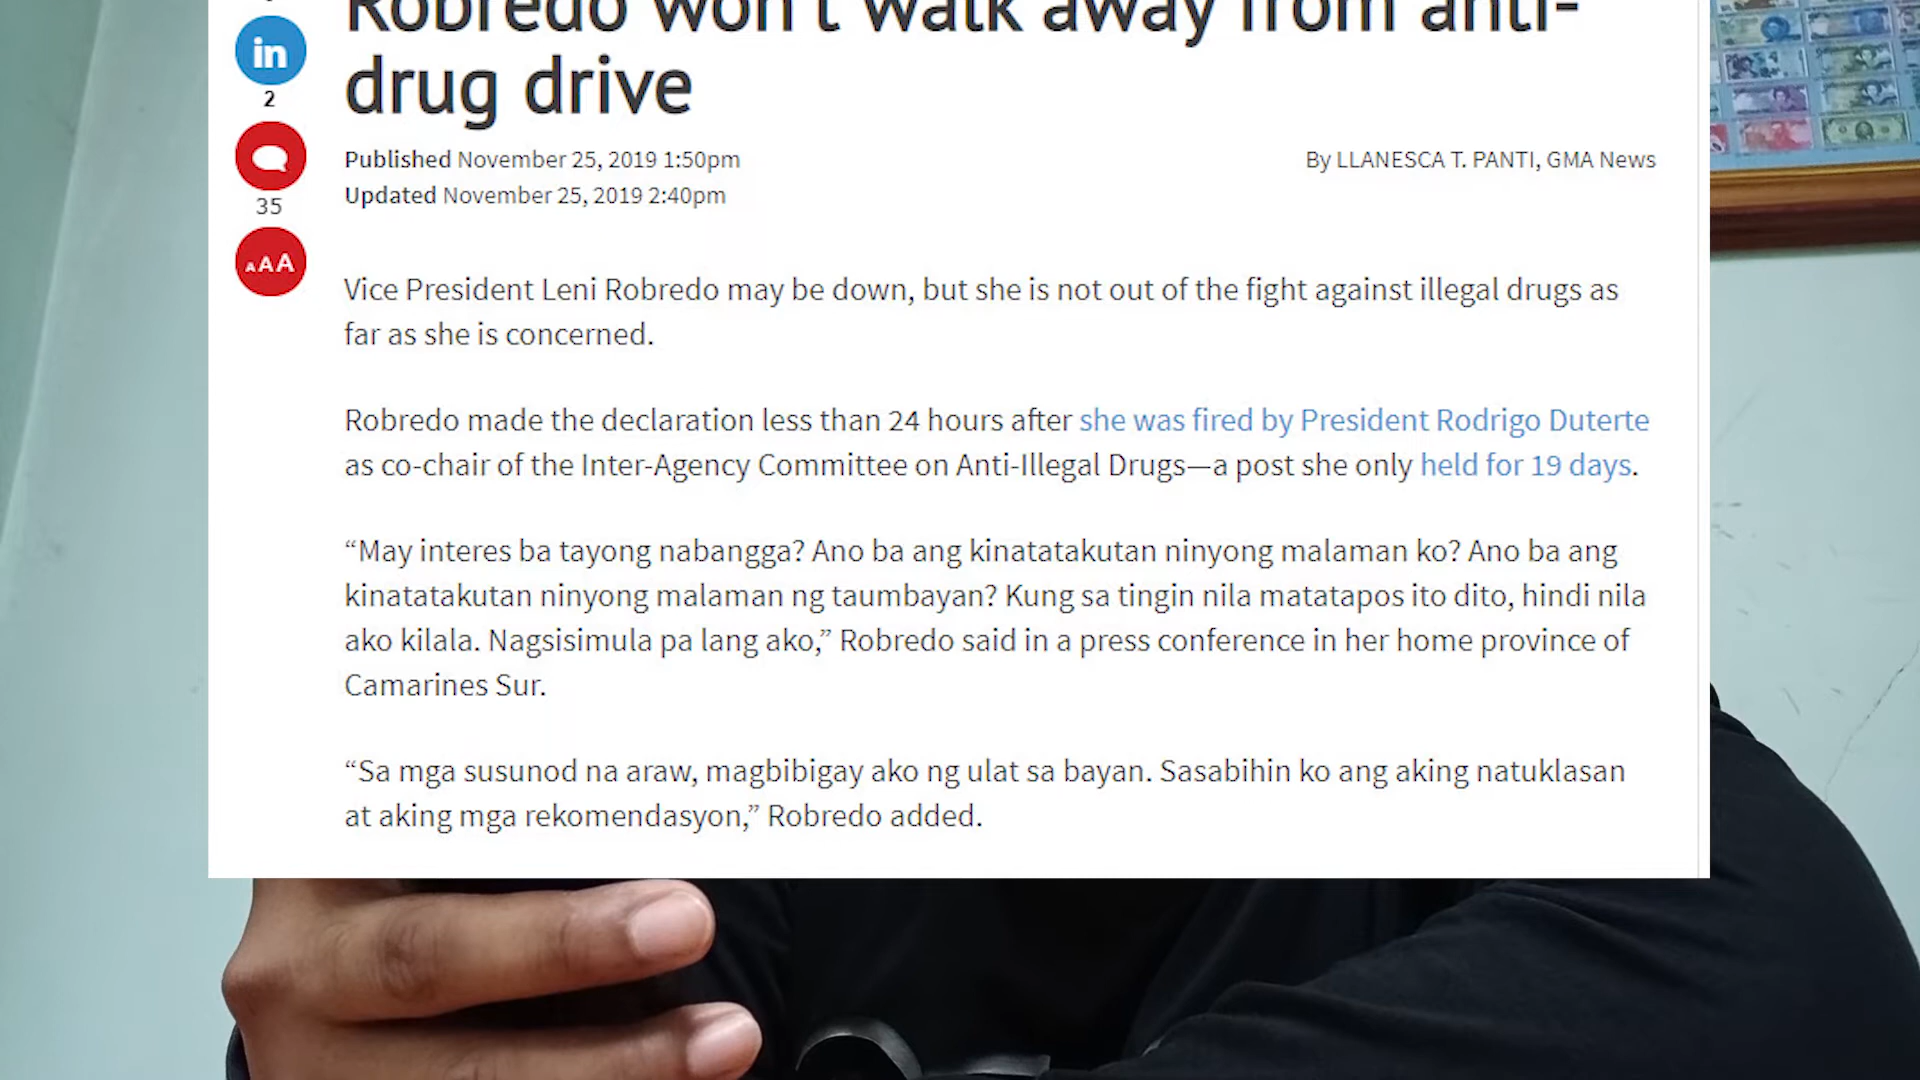 Robredo won't walk away from anti-
drug drive
in
2
Published November 25, 2019 1:50pm
By LLANESCA T. PANTI, GMA News
Updated November 25, 2019 2:40pm
35
AAA
Vice President Leni Robredo may be down, but she is not out of the fight against illegal drugs as
far as she is concerned.
Robredo made the declaration less than 24 hours after she was fired by President Rodrigo Duterte
as co-chair of the Inter-Agency Committee on Anti-Illegal Drugs—a post she only held for 19 days.
“May interes ba tayong nabangga? Ano ba ang kinatatakutan ninyong malaman ko? Ano ba ang
kinatatakutan ninyong malaman ng taumbayan? Kung sa tingin nila matatapos ito dito, hindi nila
ako kilala. Nagsisimula pa lang ako,” Robredo said in a press conference in her home province of
Camarines Sur.
“Sa mga susunod na araw, magbibigay ako ng ulat sa bayan. Sasabihin ko ang aking natuklasan
at aking mga rekomendasyon,” Robredo added.